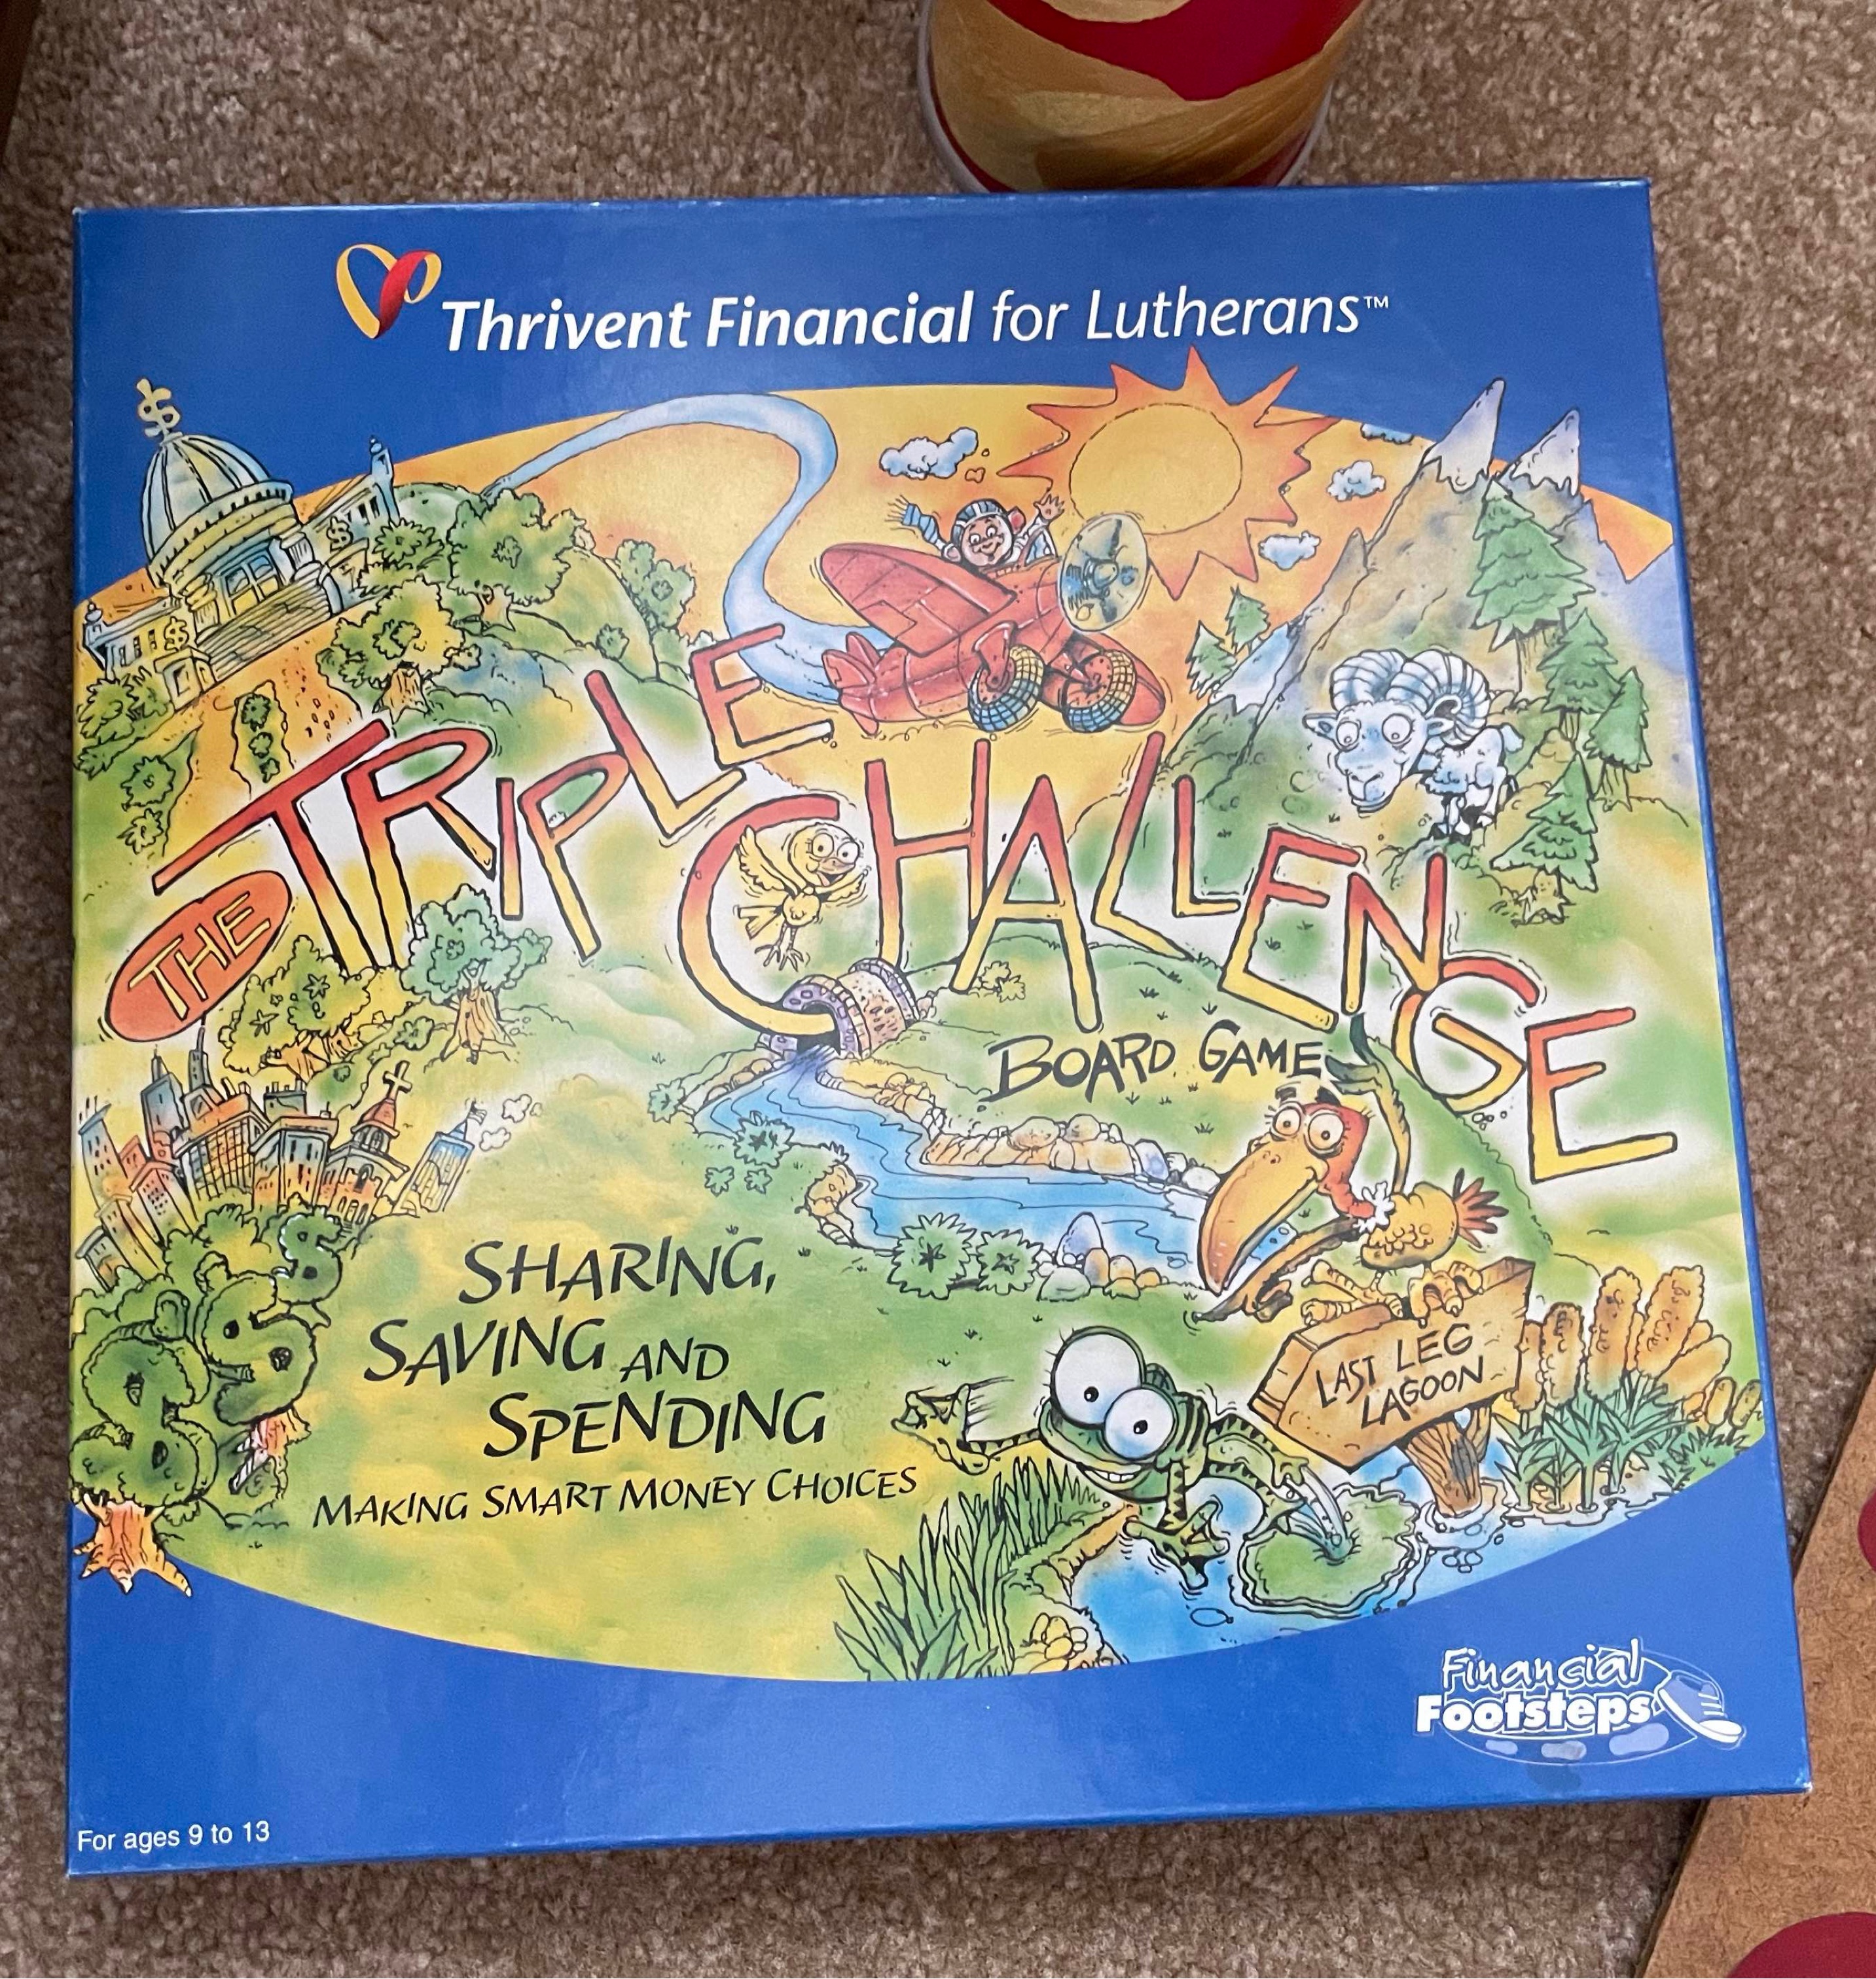 Thrivent Financial for Lutherans™
THE TRIPLE
CHALLENGE
BOARD GAME
SHARING,
SAVING AND
SPENDING
MAKING SMART MONEY CHOICES
LAST LEG
LAGOON
Financial
Footsteps
For ages 9 to 13